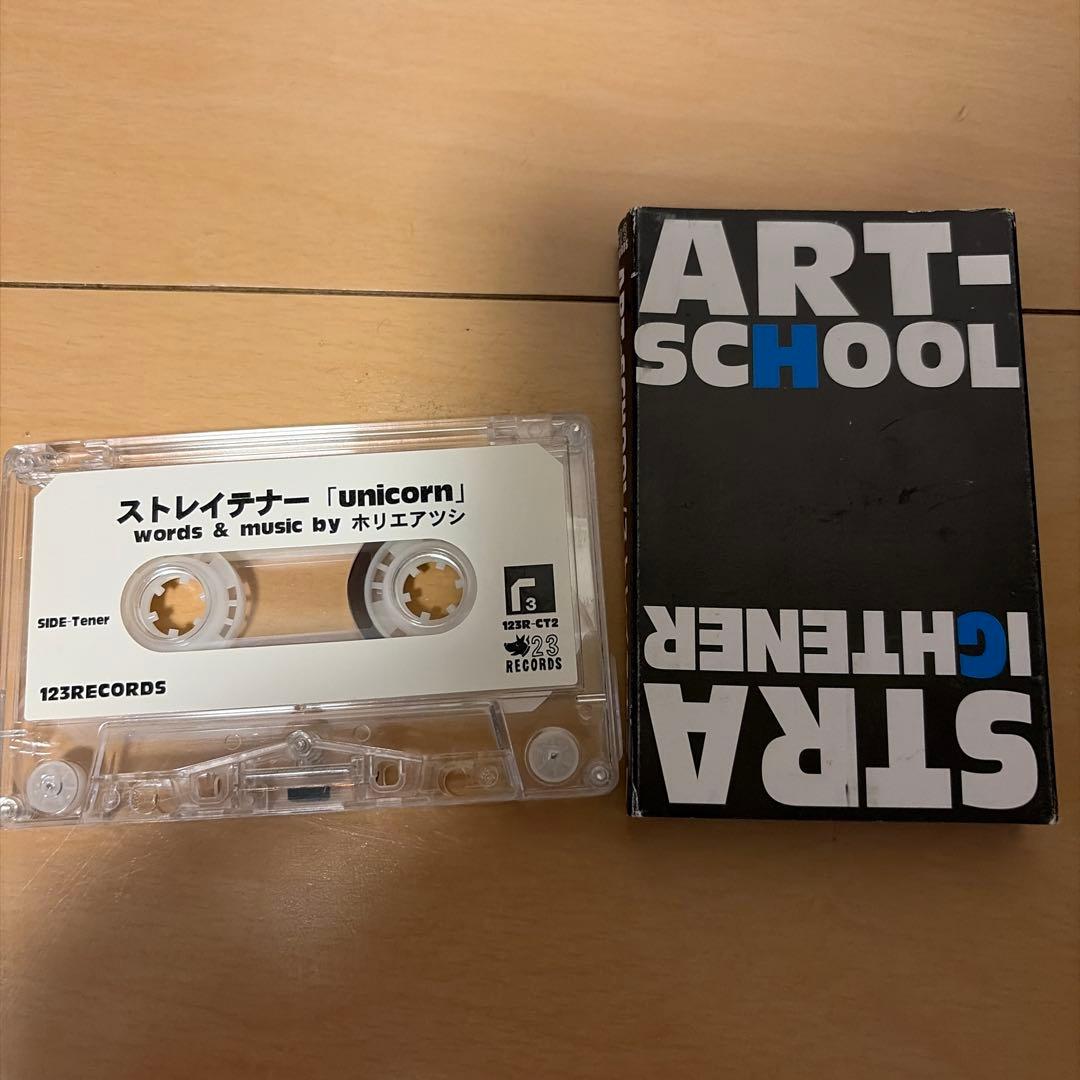 ストレイテナー「unicorn」
words & music by ホリエアツシ
SIDE-Tener
r3
123R-CT2
23
RECORDS
123RECORDS
ART-
SCHOOL
STRA
IGHTENER